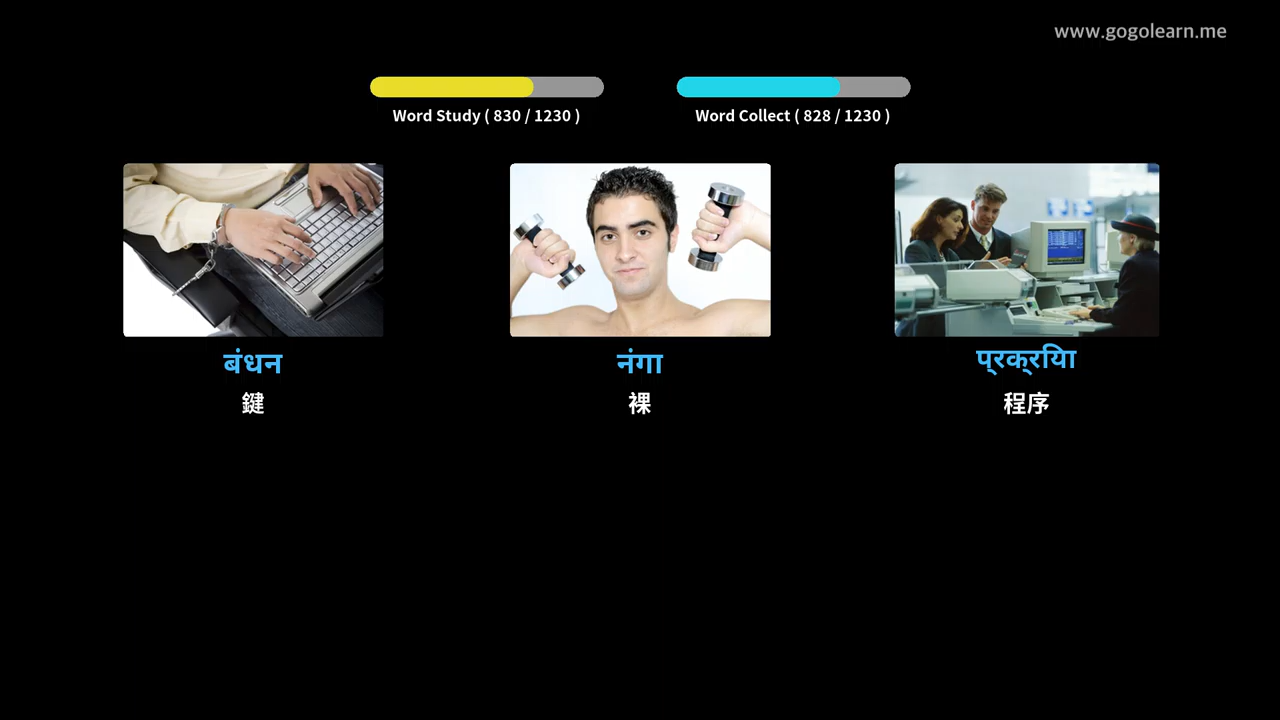 www.gogolearn.me
Word Study ( 830 / 1230 )
Word Collect ( 828 / 1230 )
बंधन
नंगा
प्रक्रिया
鍵
裸
程序